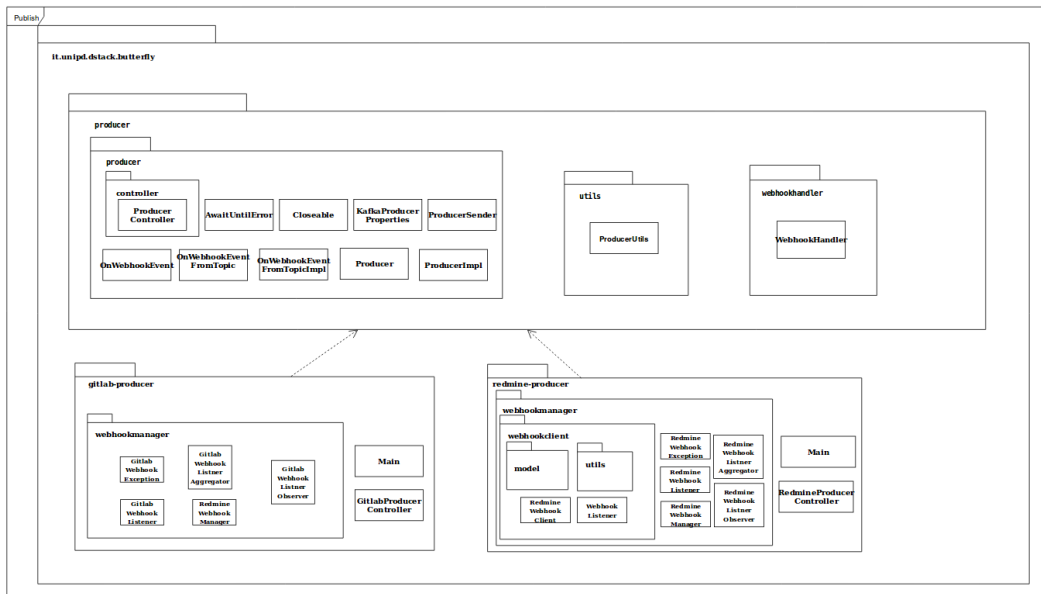 Publish
it.unipd.dstack.butterfly
producer
producer
controller
Producer
Controller
AwaitUntilError
Closeable
KafkaProducer
Properties
ProducerSender
OnWebhookEvent
OnWebhookEvent
FromTopic
OnWebhookEvent
FromTopicImpl
Producer
ProducerImpl
utils
ProducerUtils
webhookhandler
WebhookHandler
gitlab-producer
webhookmanager
Gitlab
Webhook
Exception
Gitlab
Webhook
Listner
Aggregator
Gitlab
Webhook
Listner
Observer
Gitlab
Webhook
Listener
Redmine
Webhook
Manager
Main
GitlabProducer
Controller
redmine-producer
webhookmanager
webhookclient
model
utils
Redmine
Webhook
Client
Webhook
Listener
Redmine
Webhook
Exception
Redmine
Webhook
Listener
Redmine
Webhook
Manager
Redmine
Webhook
Listner
Aggregator
Redmine
Webhook
Listner
Observer
Main
RedmineProducer
Controller